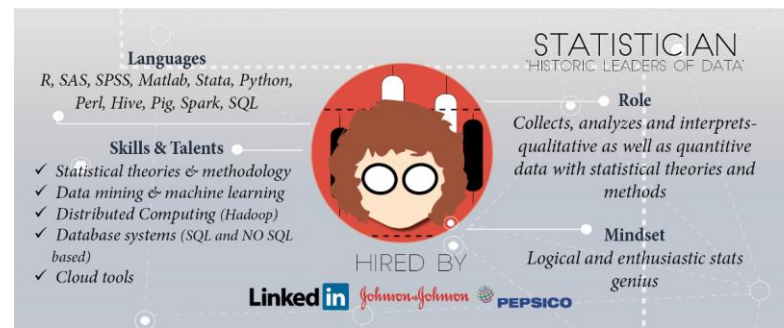 Languages
R, SAS, SPSS, Matlab, Stata, Python,
Perl, Hive, Pig, Spark, SQL
Skills & Talents
✓ Statistical theories & methodology
✓ Data mining & machine learning
✓ Distributed Computing (Hadoop)
✓ Database systems (SQL and NO SQL
based)
✓ Cloud tools
STATISTICIAN
"HISTORIC LEADERS OF DATA"
Role
Collects, analyzes and interprets-
qualitative as well as quantitive
data with statistical theories and
methods
Mindset
Logical and enthusiastic stats
genius
HIRED BY
Linked in Johnson & Johnson PEPSICO